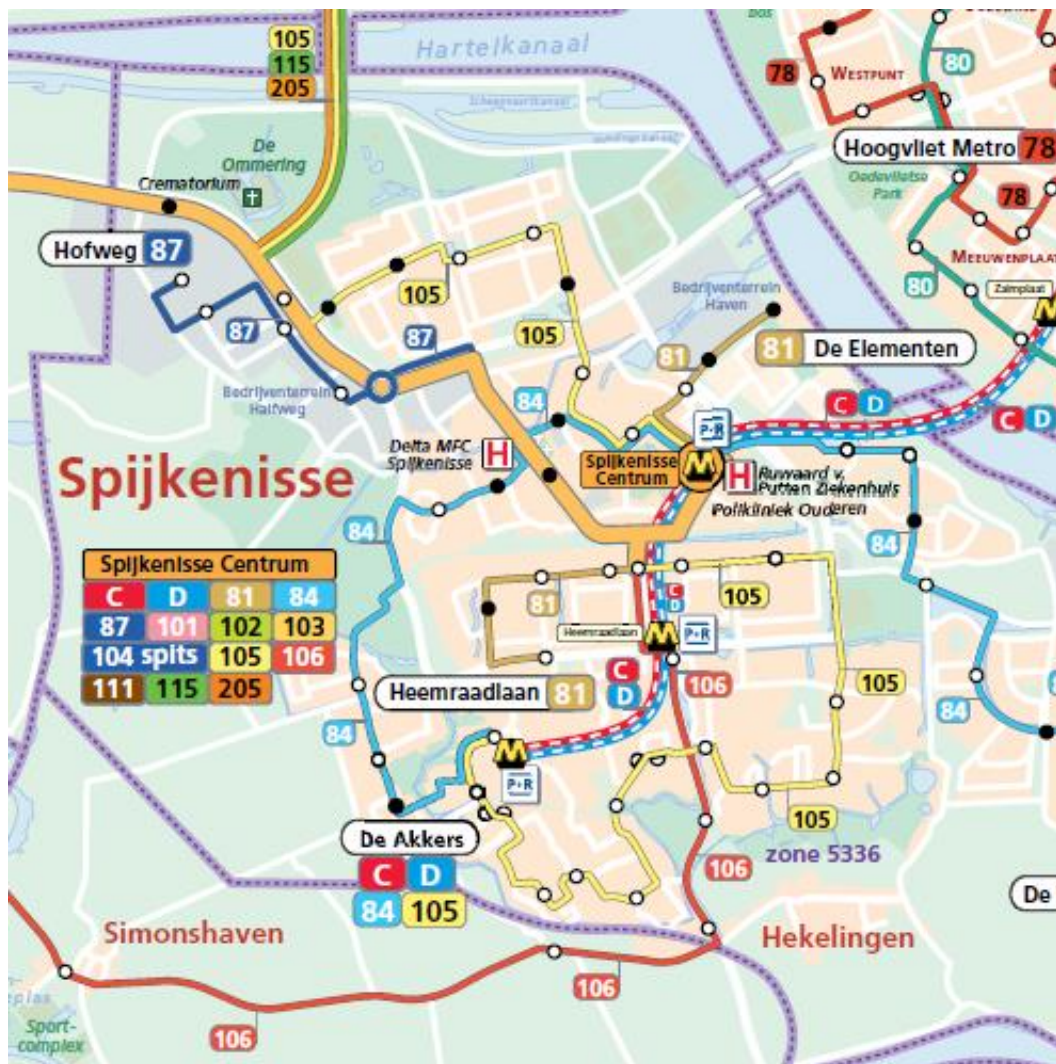 105
115
205
Hartelkanaal
Scheepvaartkanaal
78
WESTPUNT
80
Hoogvliet Metro 78
De
Ommering
Crematorium
Oedevlietse
Park
78
MEEUWENPLAAT
Hofweg 87
80
Zalmplaat
105
Bedrijventerrein
Haven
87
87
105
81
81 De Elementen
Bedrijventerrein
Halfweg
84
P+R
C D
C D
Delta MFC
Spijkenisse
H
Spijkenisse
Centrum
H
Ruwaard v.
Putten Ziekenhuis
Polikliniek Ouderen
Spijkenisse
84
84
Spijkenisse Centrum
C D 81 84
87 101 102 103
104 spits 105 106
111 115 205
81
C
D
105
Heemraadlaan
P+R
Heemraadlaan 81
C
D
106
105
84
84
P+R
De Akkers
C D
84 105
105
zone 5336
106
De
Simonshaven
Hekelingen
106
106
Sport-
complex